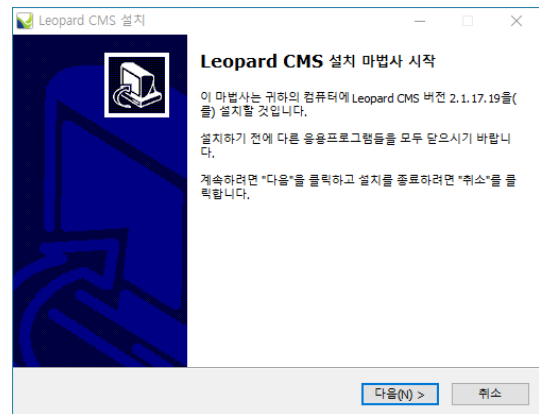 Leopard CMS 설치
Leopard CMS 설치 마법사 시작
이 마법사는 귀하의 컴퓨터에 Leopard CMS 버전 2.1.17.19을(
를) 설치할 것입니다.
설치하기 전에 다른 응용프로그램들을 모두 닫으시기 바랍니
다.
계속하려면 "다음"을 클릭하고 설치를 종료하려면 "취소"를 클
릭합니다.
다음(N) >
취소